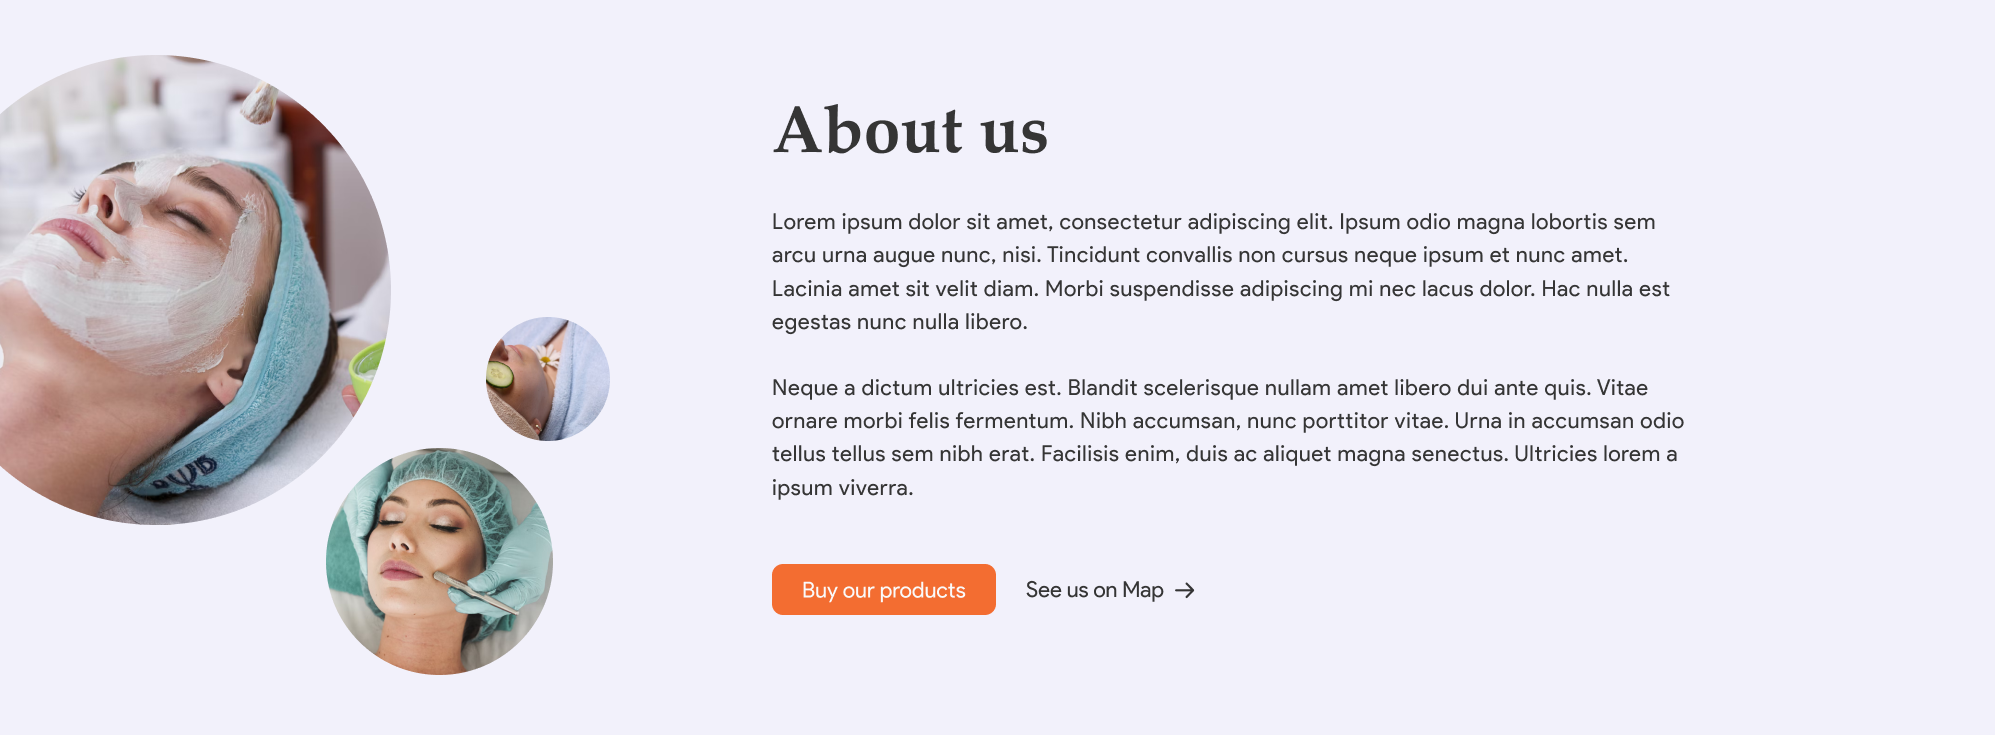 About us
Lorem ipsum dolor sit amet, consectetur adipiscing elit. Ipsum odio magna lobortis sem
arcu urna augue nunc, nisi. Tincidunt convallis non cursus neque ipsum et nunc amet.
Lacinia amet sit velit diam. Morbi suspendisse adipiscing mi nec lacus dolor. Hac nulla est
egestas nunc nulla libero.
Neque a dictum ultricies est. Blandit scelerisque nullam amet libero dui ante quis. Vitae
ornare morbi felis fermentum. Nibh accumsan, nunc porttitor vitae. Urna in accumsan odio
tellus tellus sem nibh erat. Facilisis enim, duis ac aliquet magna senectus. Ultricies lorem a
ipsum viverra.
Buy our products
See us on Map →